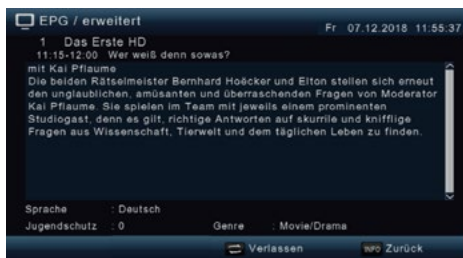 EPG / erweitert
Fr 07.12.2018 11:55:37
1 Das Erste HD
11:15-12:00 Wer weiß denn sowas?
mit Kai Pflaume
Die beiden Rätselmeister Bernhard Hoëcker und Elton stellen sich erneut
den unglaublichen, amüsanten und überraschenden Fragen von Moderator
Kai Pflaume. Sie spielen im Team mit jeweils einem prominenten
Studiogast, denn es gilt, richtige Antworten auf skurrile und knifflige
Fragen aus Wissenschaft, Tierwelt und dem täglichen Leben zu finden.
Sprache : Deutsch
Jugendschutz : 0 Genre : Movie/Drama
Verlassen INFO Zurück